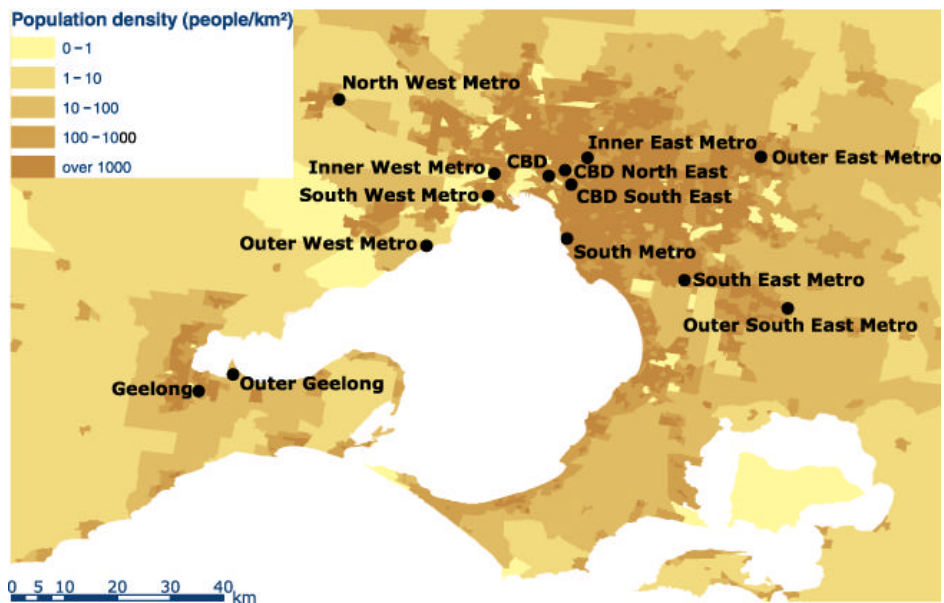 Population density (people/km²)
0 – 1
1 – 10
10 – 100
100 – 1000
over 1000
North West Metro
Inner East Metro
CBD
Outer East Metro
Inner West Metro
CBD North East
South West Metro
CBD South East
Outer West Metro
South Metro
South East Metro
Outer South East Metro
Geelong
Outer Geelong
0 5 10 20 30 40
km